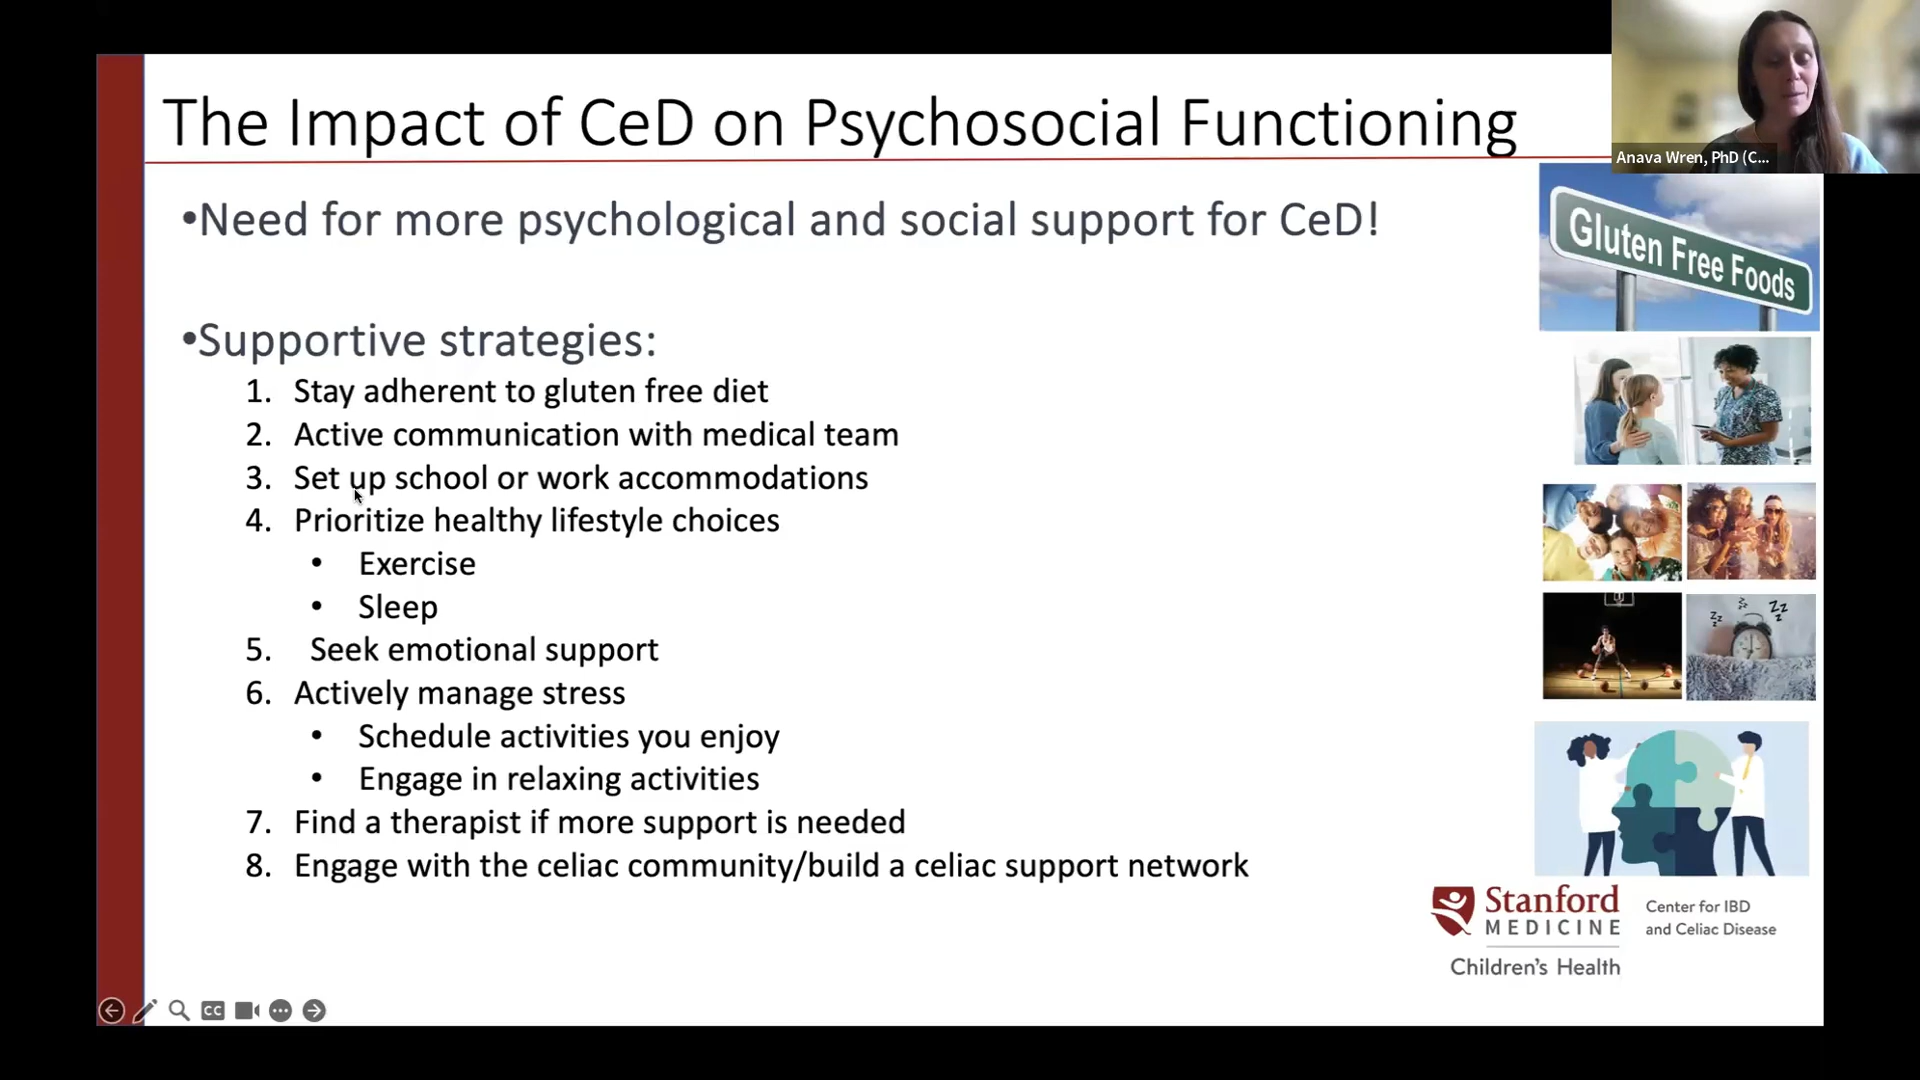 The Impact of CeD on Psychosocial Functioning
Anava Wren, PhD (C...
•Need for more psychological and social support for CeD!
Gluten Free Foods
•Supportive strategies:
1. Stay adherent to gluten free diet
2. Active communication with medical team
3. Set up school or work accommodations
4. Prioritize healthy lifestyle choices
• Exercise
• Sleep
5. Seek emotional support
6. Actively manage stress
• Schedule activities you enjoy
• Engage in relaxing activities
7. Find a therapist if more support is needed
8. Engage with the celiac community/build a celiac support network
zz
zz
zz
Stanford
MEDICINE
Children's Health
Center for IBD
and Celiac Disease
CC